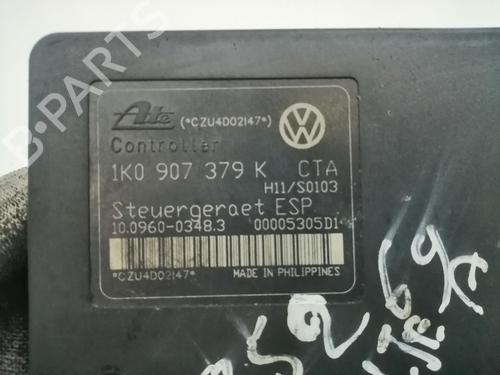 B-PARTS
Ate (*CZU4D02147*)
Controller
1K0 907 379 K CTA
H11/S0103
Steuergeraet ESP
10.0960-0348.3 00005305D1
*CZU4D02147*
MADE IN PHILIPPINES